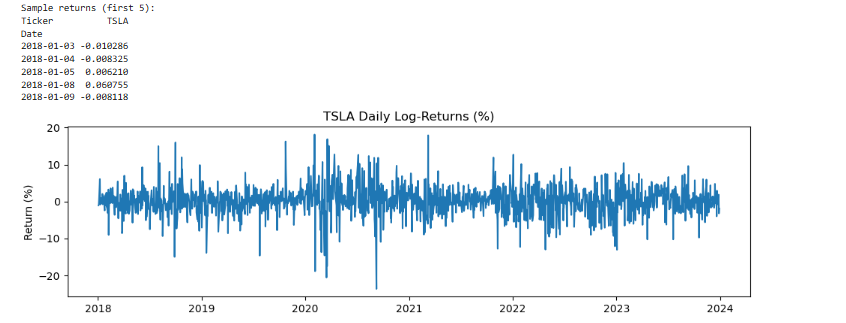 Sample returns (first 5):
Ticker TSLA
Date
2018-01-03 -0.010286
2018-01-04 -0.008325
2018-01-05 0.006210
2018-01-08 0.060755
2018-01-09 -0.008118
TSLA Daily Log-Returns (%)
20
10
0
−10
−20
Return (%)
2018 2019 2020 2021 2022 2023 2024